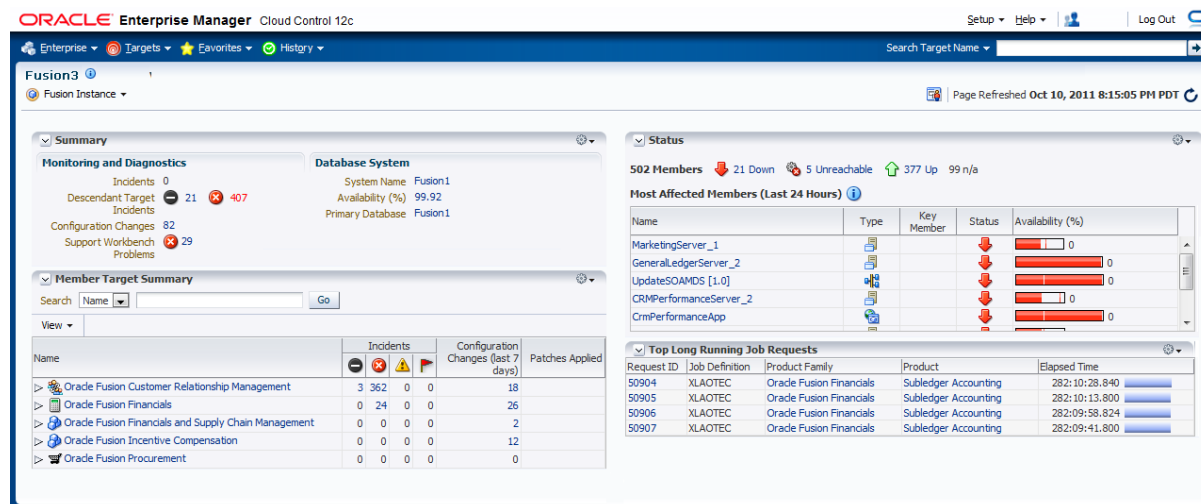 ORACLE Enterprise Manager Cloud Control 12c
Setup Help Log Out
Enterprise Targets Favorites History Search Target Name
Fusion3
Fusion Instance Page Refreshed Oct 10, 2011 8:15:05 PM PDT
Summary
Monitoring and Diagnostics
Incidents 0
Descendant Target Incidents 21 407
Configuration Changes 82
Support Workbench Problems 29
Database System
System Name Fusion1
Availability (%) 99.92
Primary Database Fusion1
Member Target Summary
Search Name Go
View
Name Incidents Configuration Changes (last 7 days) Patches Applied
Oracle Fusion Customer Relationship Management 3 362 0 0 18
Oracle Fusion Financials 0 24 0 0 26
Oracle Fusion Financials and Supply Chain Management 0 0 0 0 2
Oracle Fusion Incentive Compensation 0 0 0 0 12
Oracle Fusion Procurement 0 0 0 0 0
Status
502 Members 21 Down 5 Unreachable 377 Up 99 n/a
Most Affected Members (Last 24 Hours)
Name Type Key Member Status Availability (%)
MarketingServer_1 0
GeneralLedgerServer_2 0
UpdateSOAMDS [1.0] 0
CRMPerformanceServer_2 0
CrmPerformanceApp 0
Top Long Running Job Requests
Request ID Job Definition Product Family Product Elapsed Time
50904 XLAOTEC Oracle Fusion Financials Subledger Accounting 282:10:28.840
50905 XLAOTEC Oracle Fusion Financials Subledger Accounting 282:10:13.800
50906 XLAOTEC Oracle Fusion Financials Subledger Accounting 282:09:58.824
50907 XLAOTEC Oracle Fusion Financials Subledger Accounting 282:09:41.800